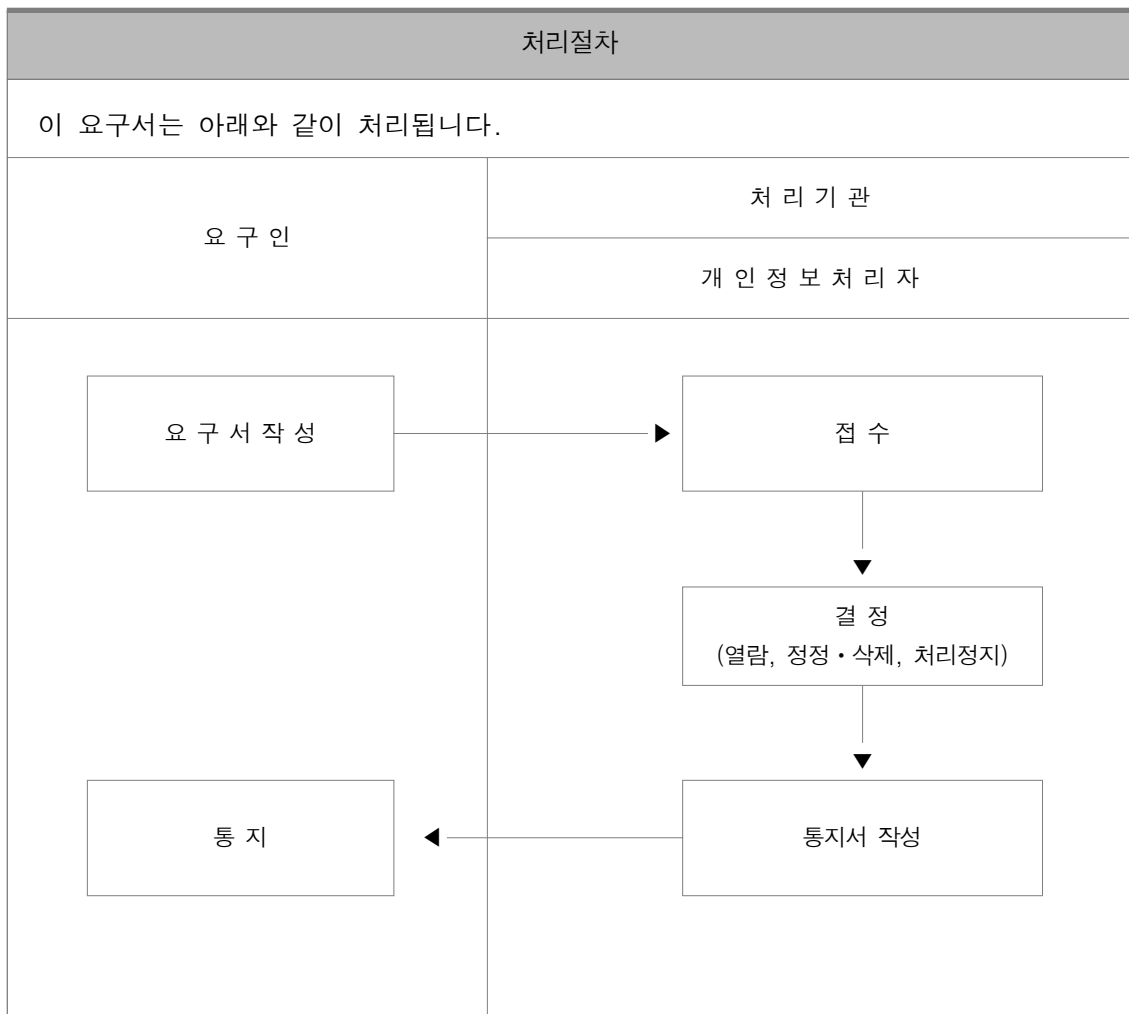 처리절차
이 요구서는 아래와 같이 처리됩니다.
요 구 인
처 리 기 관
개 인 정 보 처 리 자
요 구 서 작 성
접 수
결 정
(열람, 정정・삭제, 처리정지)
통 지
통지서 작성